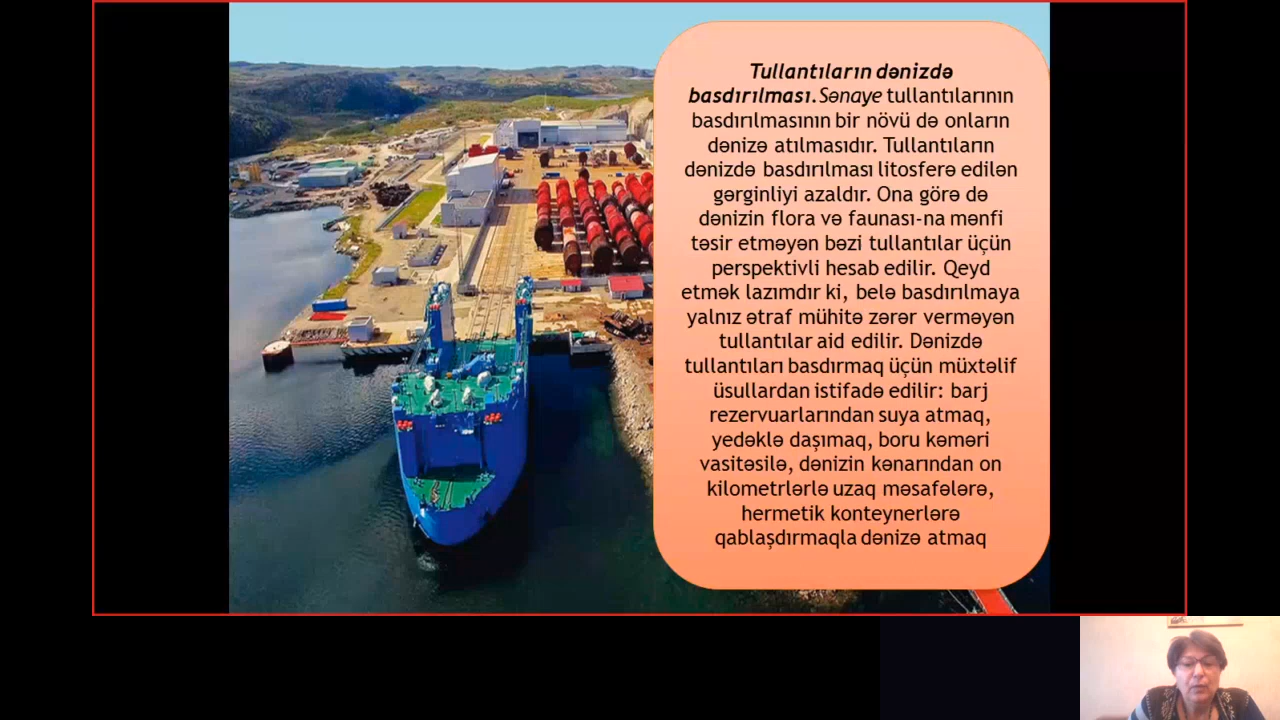 Tullantıların dənizdə
basdırılması.Sənaye tullantılarının
basdırılmasının bir növü də onların
dənizə atılmasıdır. Tullantıların
dənizdə basdırılması litosferə edilən
gərginliyi azaldır. Ona görə də
dənizin flora və faunası-na mənfi
təsir etməyən bəzi tullantılar üçün
perspektivli hesab edilir. Qeyd
etmək lazımdır ki, belə basdırılmaya
yalnız ətraf mühitə zərər verməyən
tullantılar aid edilir. Dənizdə
tullantıları basdırmaq üçün müxtəlif
üsullardan istifadə edilir: barj
rezervuarlarından suya atmaq,
yedəklə daşımaq, boru kəməri
vasitəsilə, dənizin kənarından on
kilometrlərlə uzaq məsafələrə,
hermetik konteynerlərə
qablaşdırmaqla dənizə atmaq